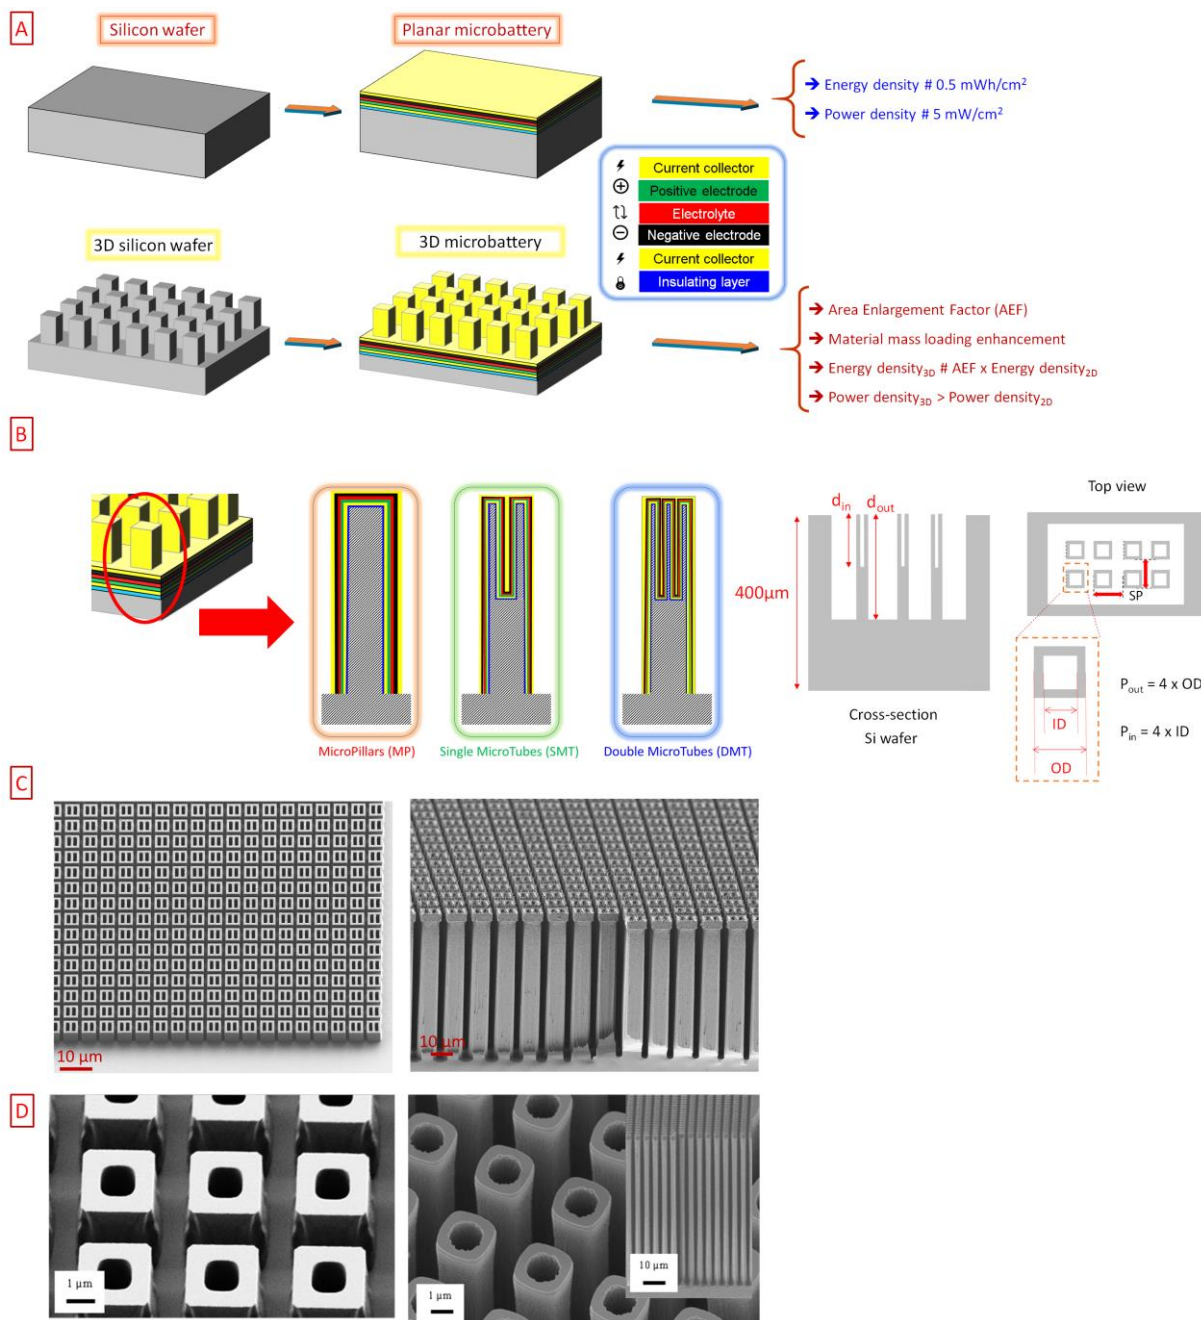 A
Silicon wafer
Planar microbattery
➔ Energy density # 0.5 mWh/cm²
➔ Power density # 5 mW/cm²
Current collector
Positive electrode
Electrolyte
Negative electrode
Current collector
Insulating layer
3D silicon wafer
3D microbattery
➔ Area Enlargement Factor (AEF)
➔ Material mass loading enhancement
➔ Energy density3D # AEF x Energy density2D
➔ Power density3D > Power density2D
B
MicroPillars (MP)
Single MicroTubes (SMT)
Double MicroTubes (DMT)
din
dout
400µm
Cross-section
Si wafer
Top view
SP
ID
OD
Pout = 4 x OD
Pin = 4 x ID
C
10 µm
10 µm
D
1 µm
1 µm
10 µm